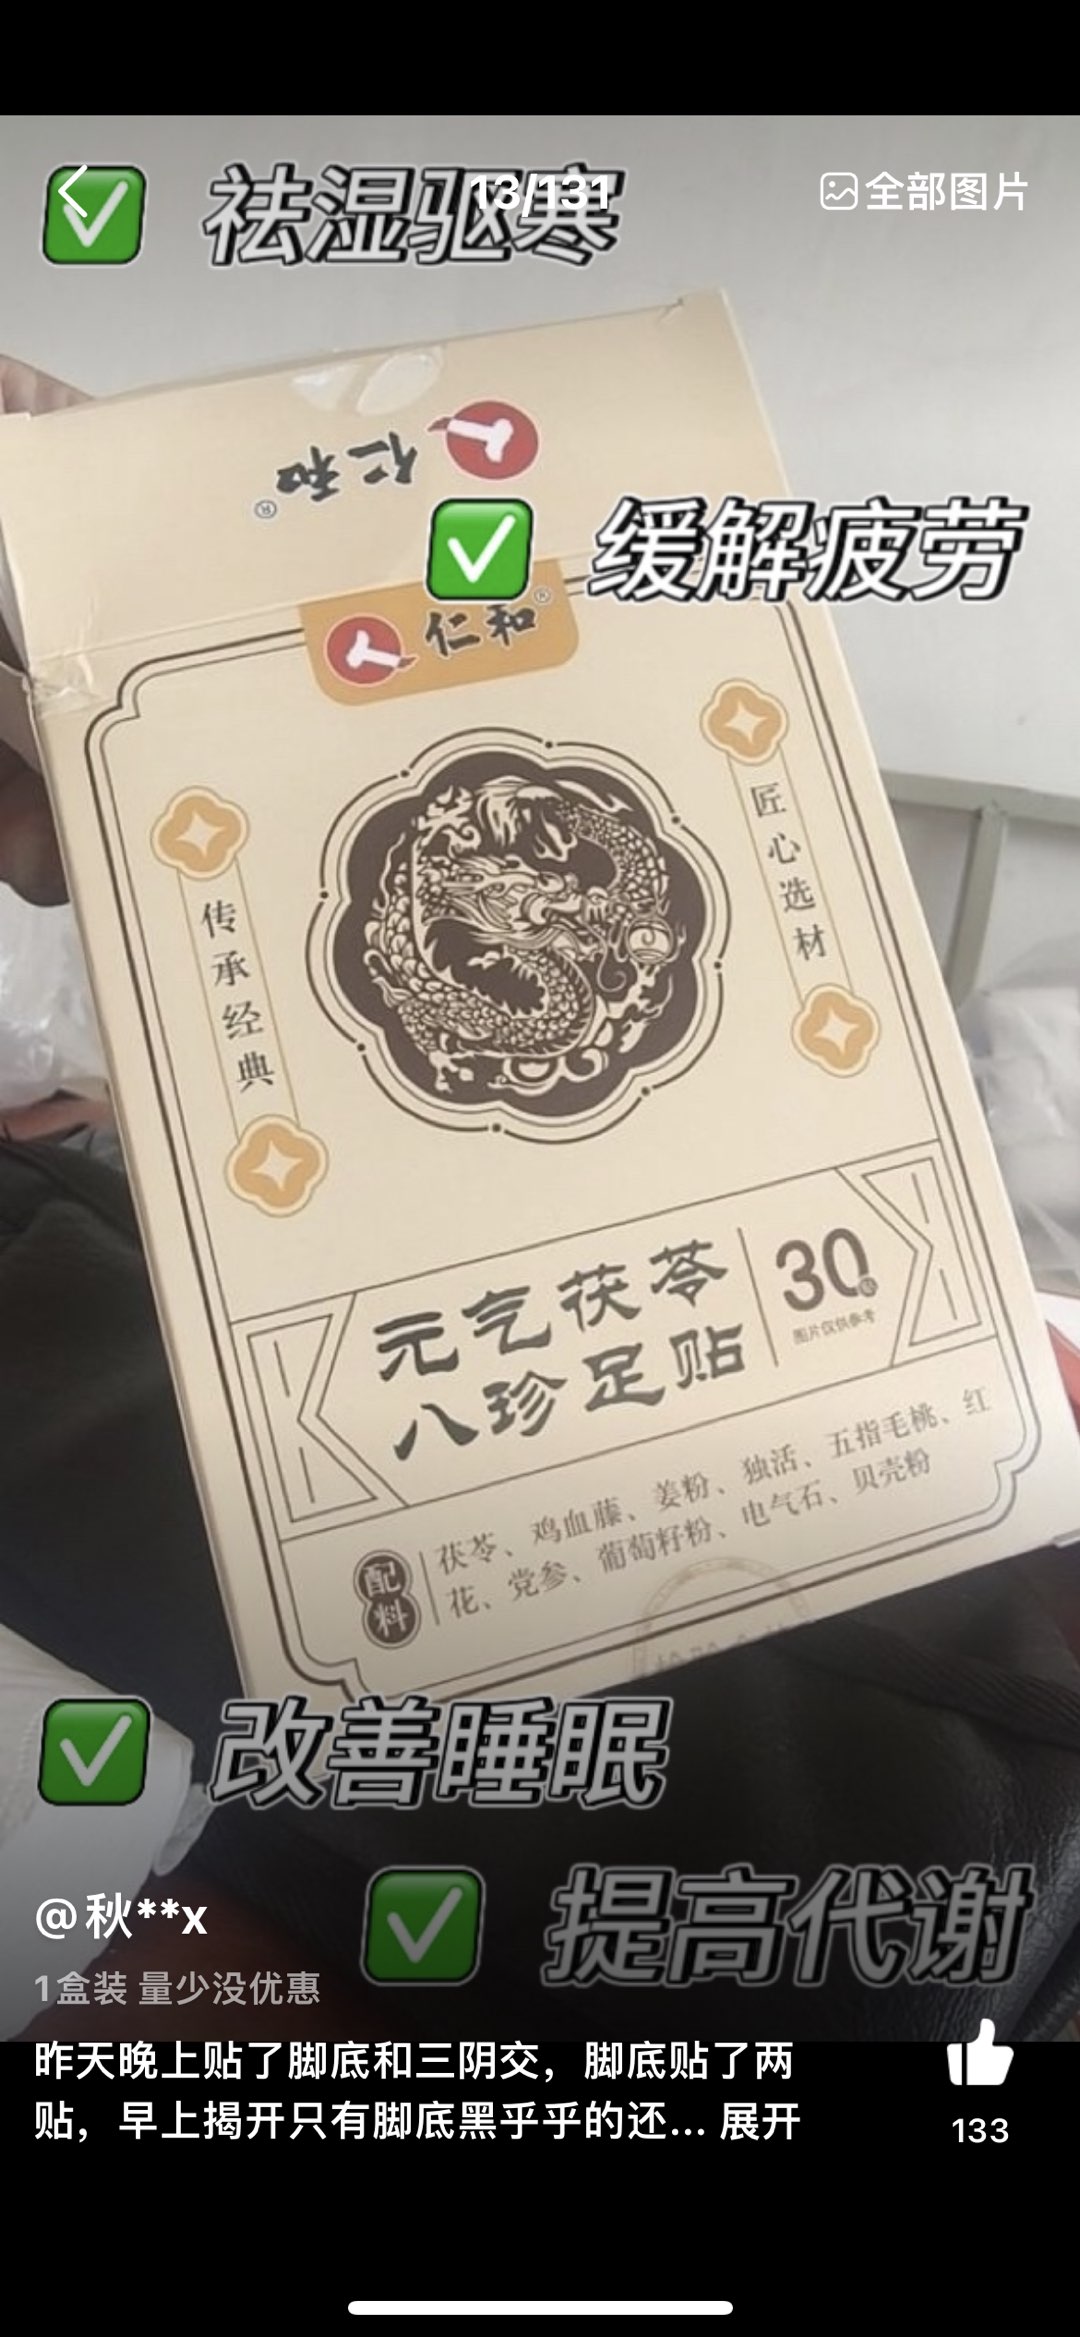 祛湿驱寒
13/131
全部图片
仁和®
缓解疲劳
仁和®
匠心选材
传承经典
元气茯苓
八珍足贴
30贴
图片仅供参考
配料
茯苓、鸡血藤、姜粉、独活、五指毛桃、红
花、党参、葡萄籽粉、电气石、贝壳粉
改善睡眠
提高代谢
@秋**x
1盒装 量少没优惠
昨天晚上贴了脚底和三阴交，脚底贴了两
贴，早上揭开只有脚底黑乎乎的还... 展开
133